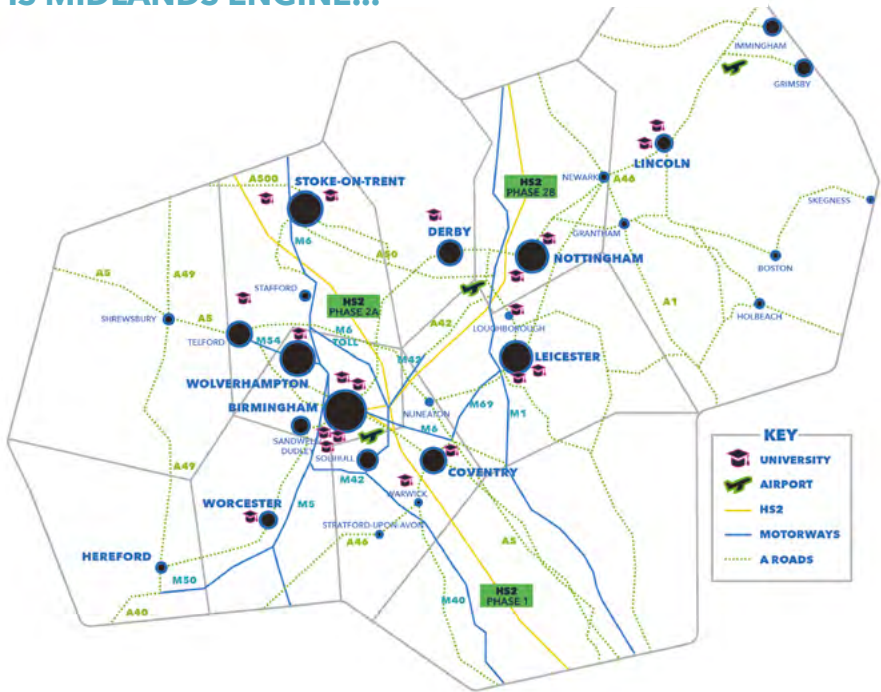 IS MIDLANDS ENGINE...
IMMINGHAM
GRIMSBY
LINCOLN
A500
STOKE-ON-TRENT
HS2
PHASE 2B
NEWARK
A46
SKEGNESS
DERBY
GRANTHAM
M6
A50
NOTTINGHAM
BOSTON
A5
A49
STAFFORD
HS2
PHASE 2A
A1
HOLBEACH
SHREWSBURY
A5
TELFORD
M54
M6
TOLL
A42
LOUGHBOROUGH
M42
LEICESTER
WOLVERHAMPTON
BIRMINGHAM
NUNEATON
M69
M1
M6
SANDWELL
DUDLEY
SOLIHULL
COVENTRY
A49
M42
WARWICK
WORCESTER
M5
STRATFORD-UPON-AVON
A46
A5
HEREFORD
M50
A40
M40
HS2
PHASE 1
KEY
UNIVERSITY
AIRPORT
HS2
MOTORWAYS
A ROADS